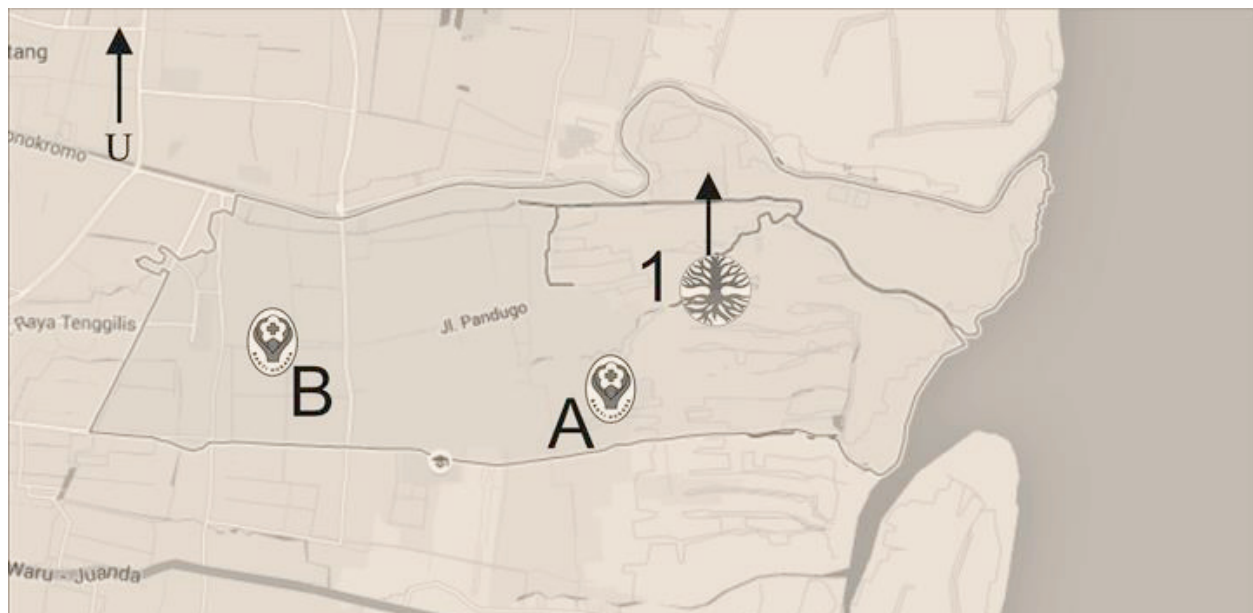 tang
U
onokromo
1
Raya Tenggilis
Jl. Pandugo
B
A
Waru - Juanda